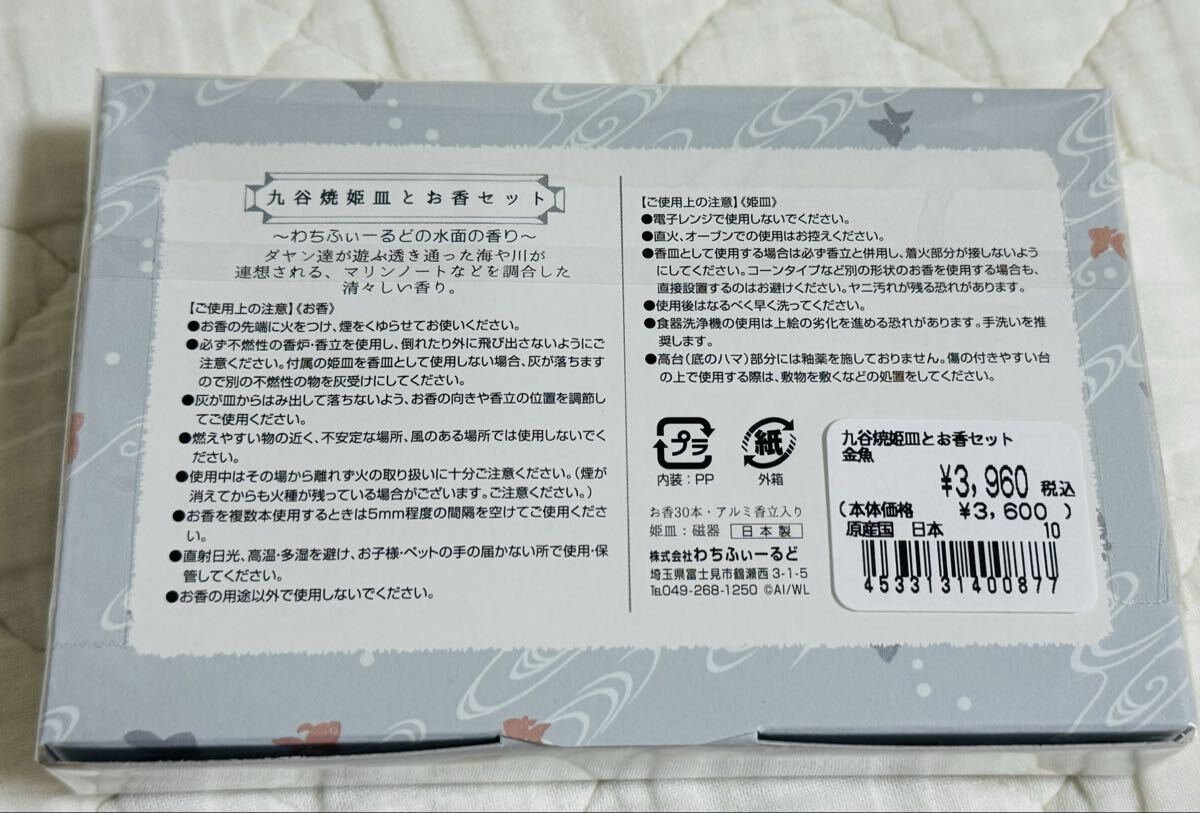 九谷焼姫皿とお香セット
～わちふぃーるどの水面の香り～
ダヤン達が遊ぶ透き通った海や川が
連想される、マリンノートなどを調合した
清々しい香り。
【ご使用上の注意】《お香》
●お香の先端に火をつけ、煙をくゆらせてお使いください。
●必ず不燃性の香炉・香立を使用し、倒れたり外に飛び出さないようにご
注意ください。付属の姫皿を香皿として使用しない場合、灰が落ちます
ので別の不燃性の物を灰受けにしてください。
●灰が皿からはみ出して落ちないよう、お香の向きや香立の位置を調節し
てご使用ください。
●燃えやすい物の近く、不安定な場所、風のある場所では使用しないでく
ださい。
●使用中はその場から離れず火の取り扱いに十分ご注意ください。（煙が
消えてからも火種が残っている場合がございます。ご注意ください。）
●お香を複数本使用するときは5mm程度の間隔を空けてご使用くださ
い。
●直射日光、高温・多湿を避け、お子様・ペットの手の届かない所で使用・保
管してください。
●お香の用途以外で使用しないでください。
【ご使用上の注意】《姫皿》
●電子レンジで使用しないでください。
●直火、オーブンでの使用はお控えください。
●香皿として使用する場合は必ず香立と併用し、着火部分が接しないよう
にしてください。コーンタイプなど別の形状のお香を使用する場合も、
直接設置するのはお避けください。ヤニ汚れが残る恐れがあります。
●使用後はなるべく早く洗ってください。
●食器洗浄機の使用は上絵の劣化を進める恐れがあります。手洗いを推
奨します。
●高台（底のハマ）部分には釉薬を施しておりません。傷の付きやすい台
の上で使用する際は、敷物を敷くなどの処置をしてください。
プラ 紙
内装：PP 外箱
お香30本・アルミ香立入り
姫皿：磁器 日本製
株式会社わちふぃーるど
埼玉県富士見市鶴瀬西3-1-5
TEL049-268-1250 ©AI/WL
九谷焼姫皿とお香セット
金魚
¥3,960 税込
(本体価格 ¥3,600 )
原産国 日本 10
4533131400877